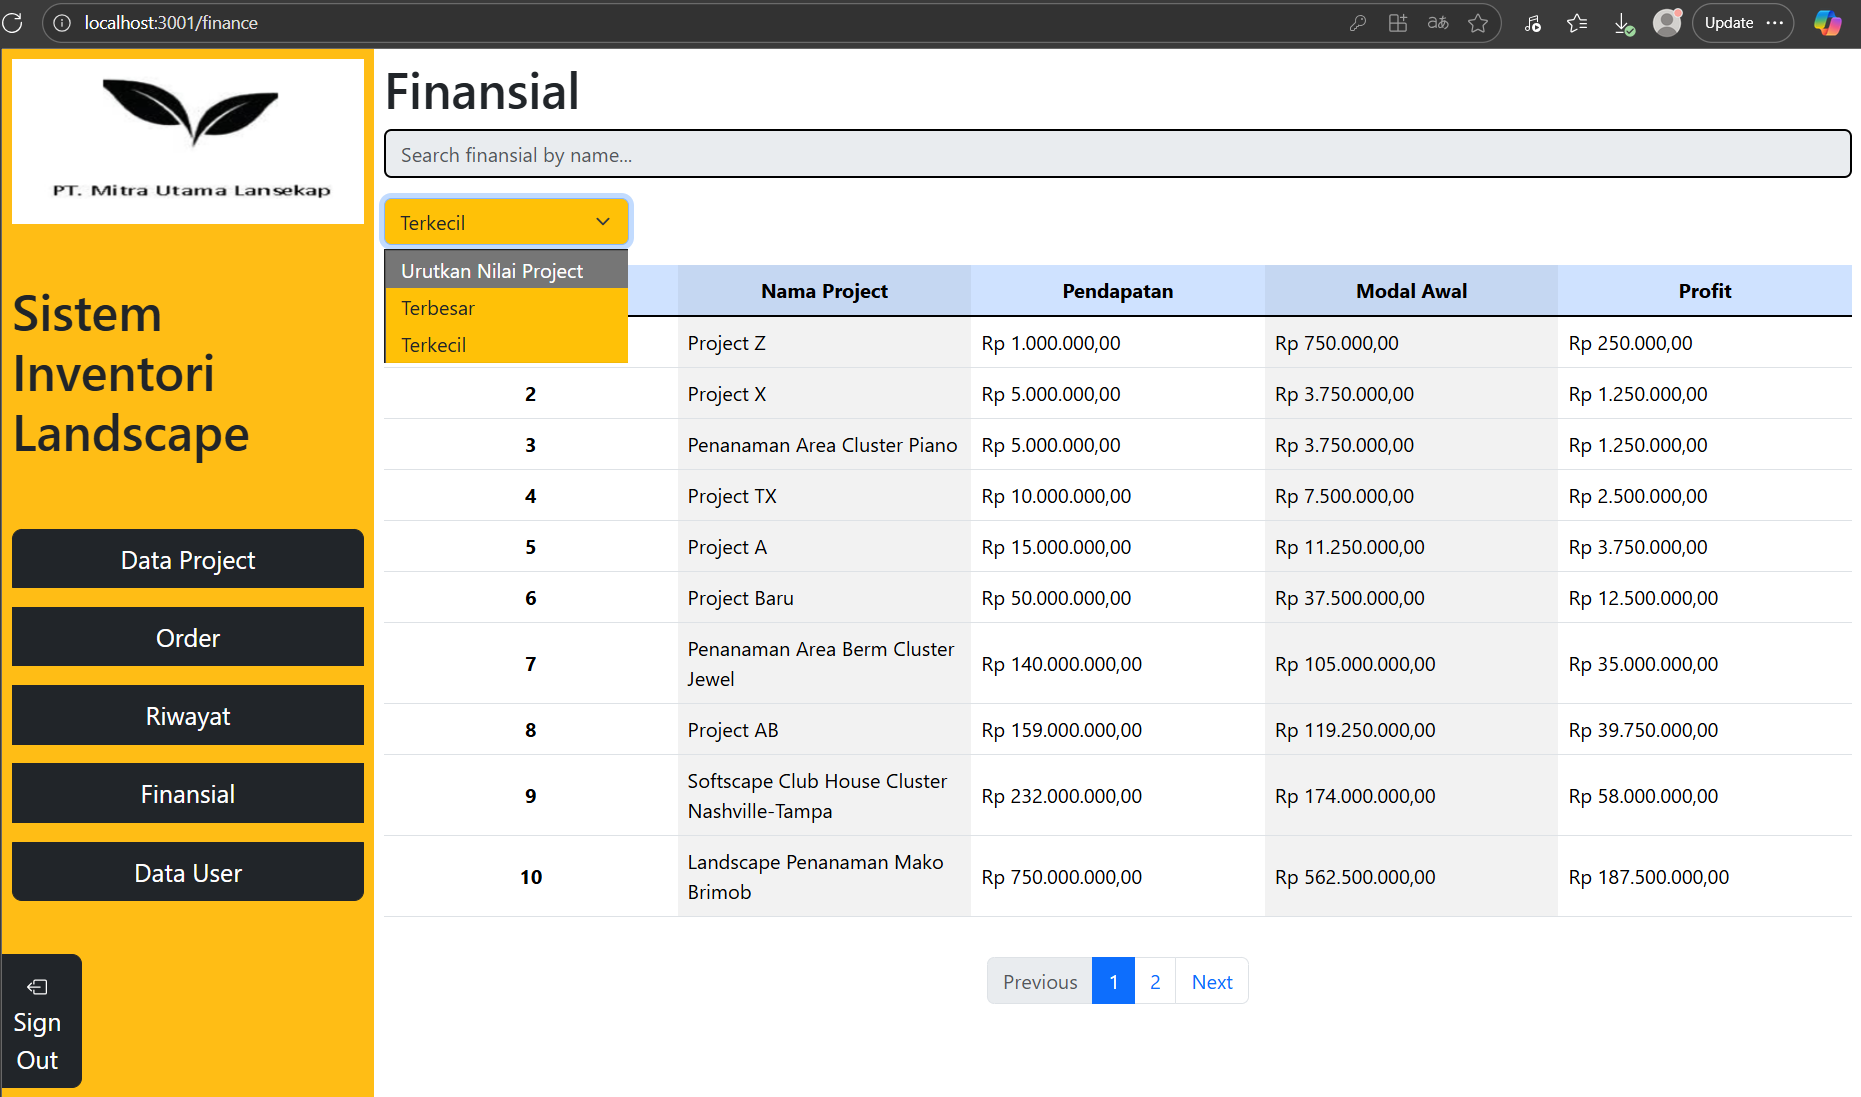 localhost:3001/finance
Update
PT. Mitra Utama Lansekap
Sistem
Inventori
Landscape
Data Project
Order
Riwayat
Finansial
Data User
Sign
Out
Finansial
Search finansial by name...
Terkecil
Urutkan Nilai Project
Terbesar
Terkecil
Nama Project Pendapatan Modal Awal Profit
Project Z Rp 1.000.000,00 Rp 750.000,00 Rp 250.000,00
2 Project X Rp 5.000.000,00 Rp 3.750.000,00 Rp 1.250.000,00
3 Penanaman Area Cluster Piano Rp 5.000.000,00 Rp 3.750.000,00 Rp 1.250.000,00
4 Project TX Rp 10.000.000,00 Rp 7.500.000,00 Rp 2.500.000,00
5 Project A Rp 15.000.000,00 Rp 11.250.000,00 Rp 3.750.000,00
6 Project Baru Rp 50.000.000,00 Rp 37.500.000,00 Rp 12.500.000,00
7 Penanaman Area Berm Cluster
Jewel Rp 140.000.000,00 Rp 105.000.000,00 Rp 35.000.000,00
8 Project AB Rp 159.000.000,00 Rp 119.250.000,00 Rp 39.750.000,00
9 Softscape Club House Cluster
Nashville-Tampa Rp 232.000.000,00 Rp 174.000.000,00 Rp 58.000.000,00
10 Landscape Penanaman Mako
Brimob Rp 750.000.000,00 Rp 562.500.000,00 Rp 187.500.000,00
Previous 1 2 Next